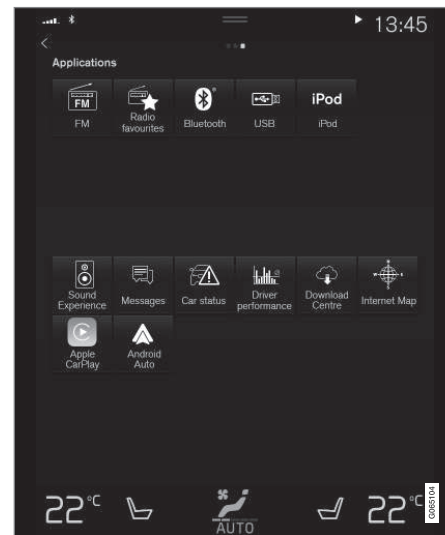 13:45
Applications
FM
FM
Radio
favourites
Bluetooth
USB
iPod
iPod
Sound
Experience
Messages
Car status
Driver
performance
Download
Centre
Internet Map
Apple
CarPlay
Android
Auto
22°C
AUTO
22°C
G065104